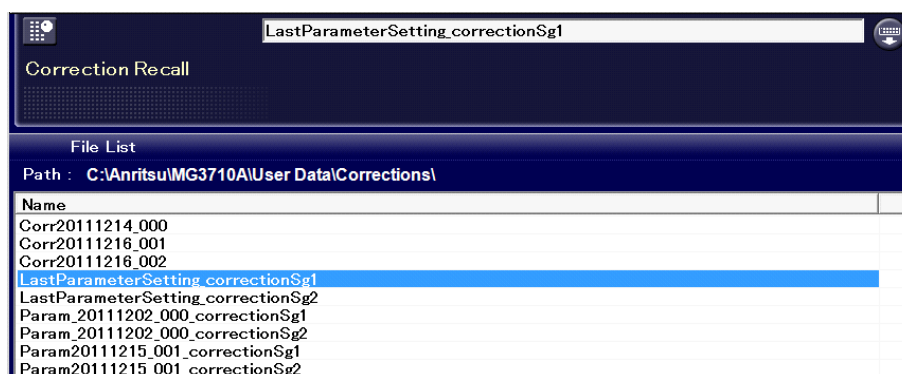 LastParameterSetting_correctionSg1
Correction Recall
File List
Path : C:\Anritsu\MG3710A\User Data\Corrections\
Name
Corr20111214_000
Corr20111216_001
Corr20111216_002
LastParameterSetting_correctionSg1
LastParameterSetting_correctionSg2
Param_20111202_000_correctionSg1
Param_20111202_000_correctionSg2
Param20111215_001_correctionSg1
Param20111215_001_correctionSg2